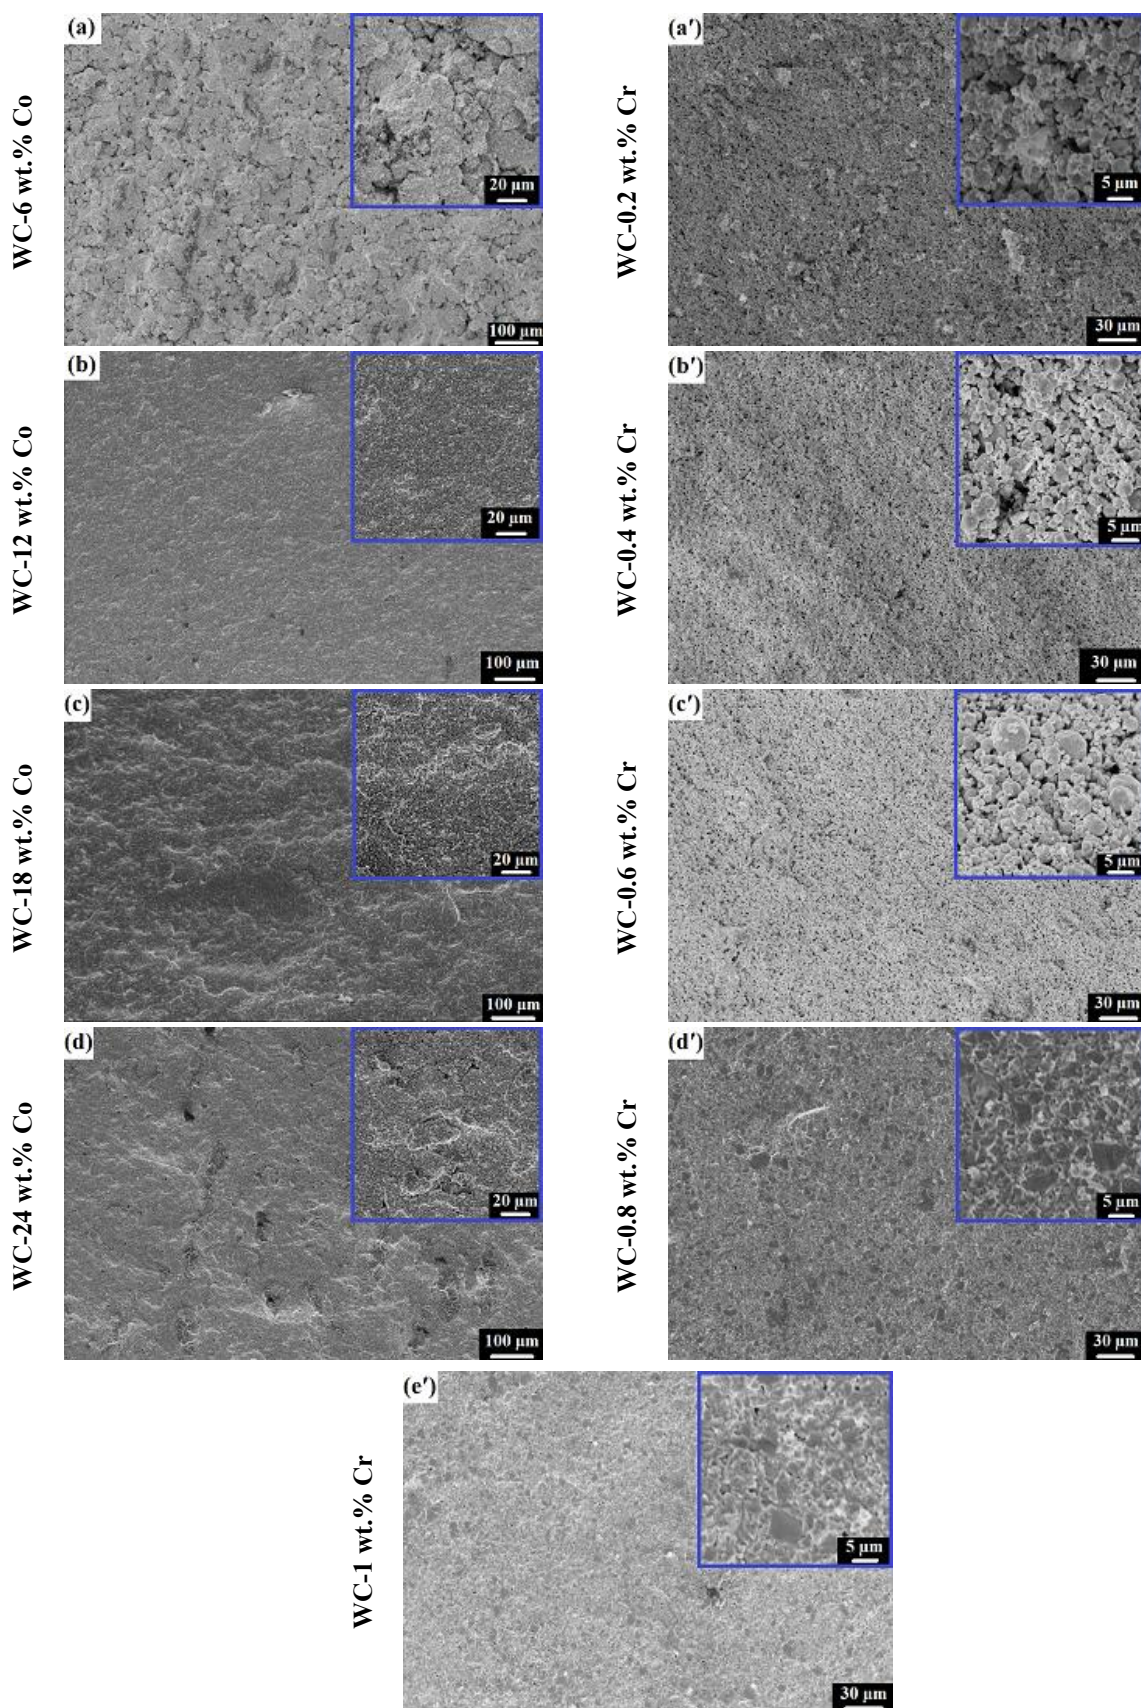 WC-6 wt.% Co
(a)
20 µm
100 µm
WC-0.2 wt.% Cr
(a′)
5 µm
30 µm
WC-12 wt.% Co
(b)
20 µm
100 µm
WC-0.4 wt.% Cr
(b′)
5 µm
30 µm
WC-18 wt.% Co
(c)
20 µm
100 µm
WC-0.6 wt.% Cr
(c′)
5 µm
30 µm
WC-24 wt.% Co
(d)
20 µm
100 µm
WC-0.8 wt.% Cr
(d′)
5 µm
30 µm
WC-1 wt.% Cr
(e′)
5 µm
30 µm